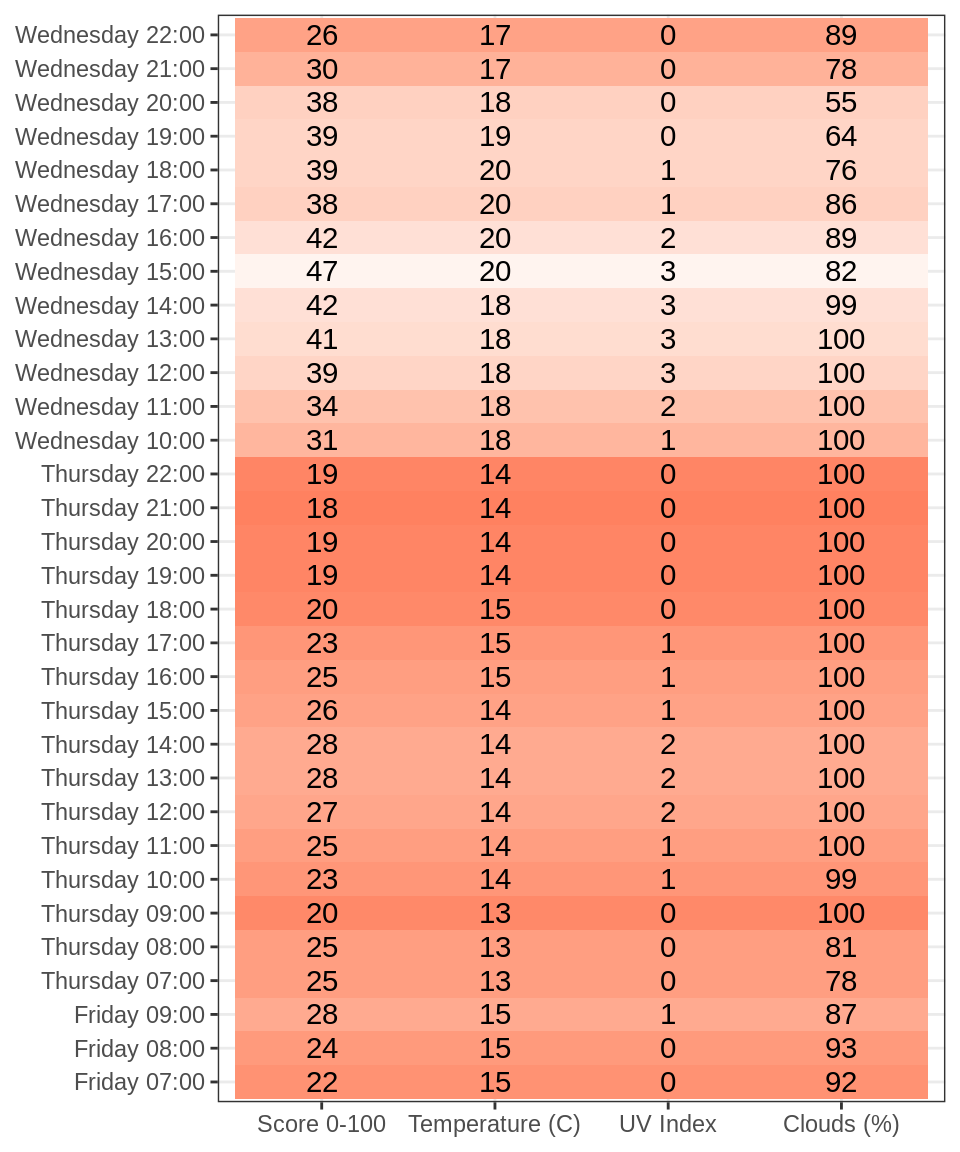 Wednesday 22:00 26 17 0 89
Wednesday 21:00 30 17 0 78
Wednesday 20:00 38 18 0 55
Wednesday 19:00 39 19 0 64
Wednesday 18:00 39 20 1 76
Wednesday 17:00 38 20 1 86
Wednesday 16:00 42 20 2 89
Wednesday 15:00 47 20 3 82
Wednesday 14:00 42 18 3 99
Wednesday 13:00 41 18 3 100
Wednesday 12:00 39 18 3 100
Wednesday 11:00 34 18 2 100
Wednesday 10:00 31 18 1 100
Thursday 22:00 19 14 0 100
Thursday 21:00 18 14 0 100
Thursday 20:00 19 14 0 100
Thursday 19:00 19 14 0 100
Thursday 18:00 20 15 0 100
Thursday 17:00 23 15 1 100
Thursday 16:00 25 15 1 100
Thursday 15:00 26 14 1 100
Thursday 14:00 28 14 2 100
Thursday 13:00 28 14 2 100
Thursday 12:00 27 14 2 100
Thursday 11:00 25 14 1 100
Thursday 10:00 23 14 1 99
Thursday 09:00 20 13 0 100
Thursday 08:00 25 13 0 81
Thursday 07:00 25 13 0 78
Friday 09:00 28 15 1 87
Friday 08:00 24 15 0 93
Friday 07:00 22 15 0 92
Score 0-100 Temperature (C) UV Index Clouds (%)